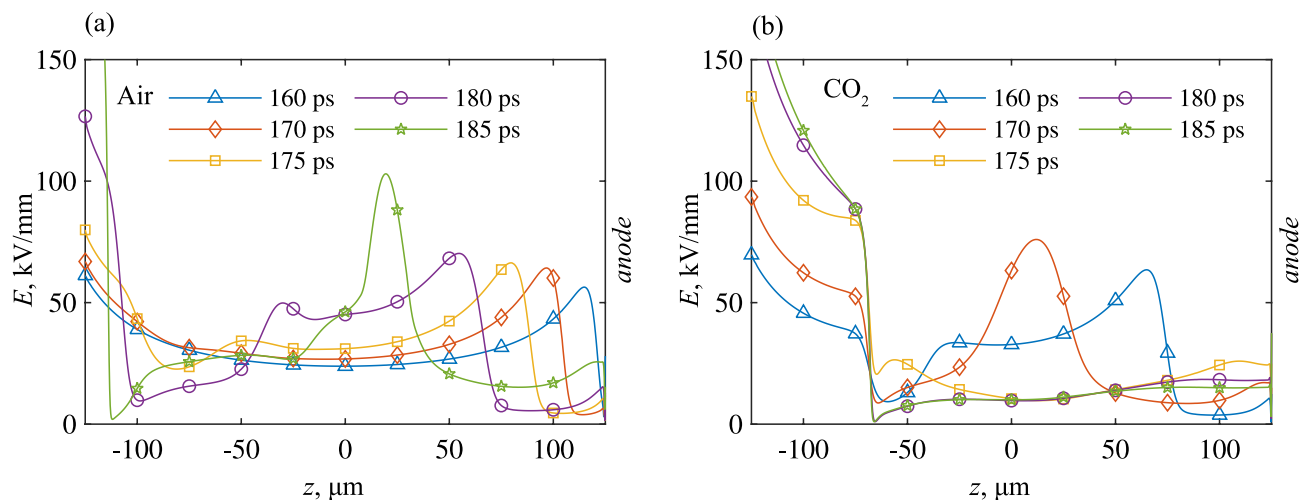 (a)
150
100
50
0
E, kV/mm
Air
160 ps
170 ps
175 ps
180 ps
185 ps
-100
-50
0
50
100
z, μm
anode
(b)
150
100
50
0
E, kV/mm
CO₂
160 ps
170 ps
175 ps
180 ps
185 ps
-100
-50
0
50
100
z, μm
anode